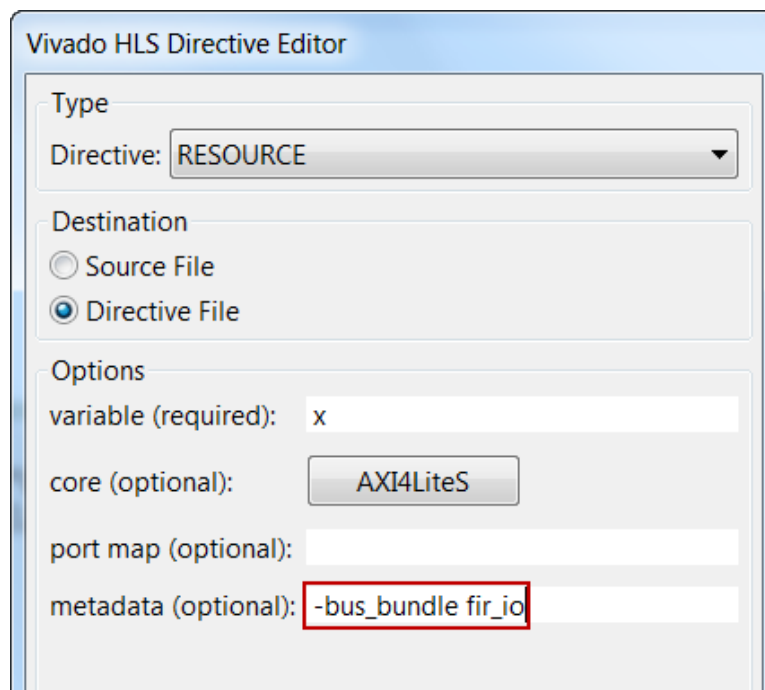 Vivado HLS Directive Editor
Type
Directive: RESOURCE
Destination
Source File
Directive File
Options
variable (required): x
core (optional): AXI4LiteS
port map (optional):
metadata (optional): -bus_bundle fir_io